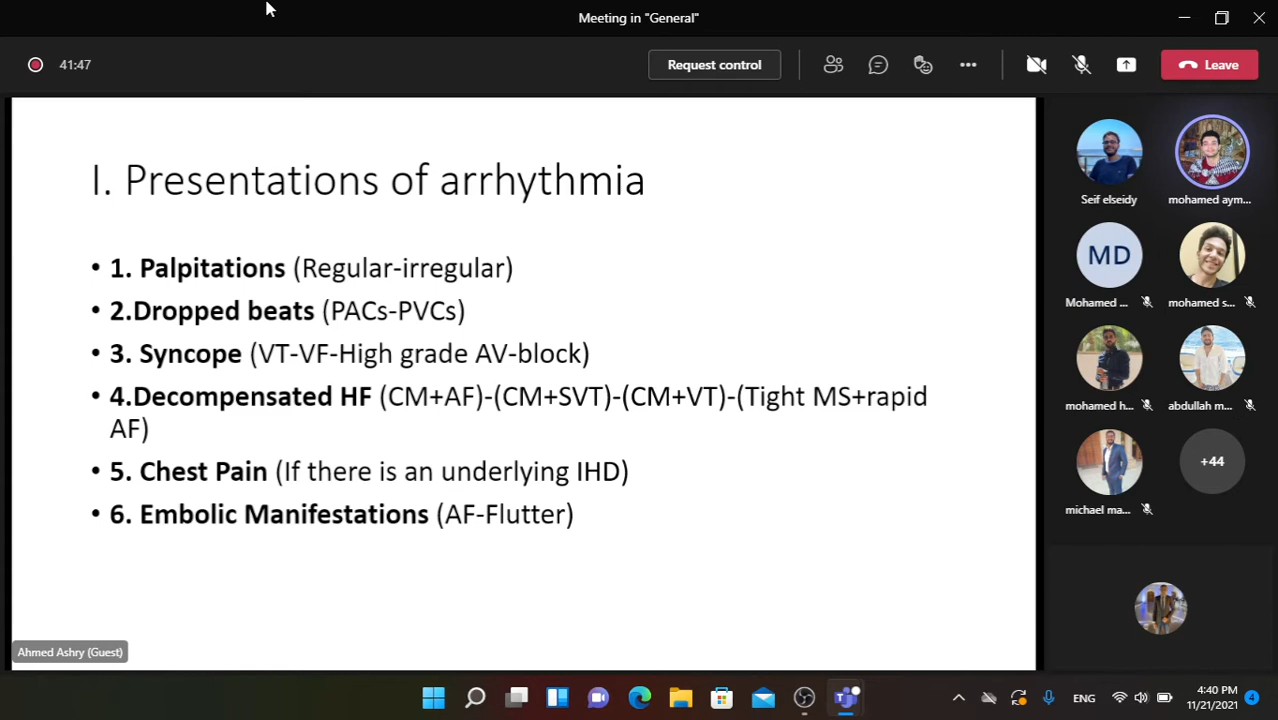 Meeting in "General"
41:47
Request control
Leave
I. Presentations of arrhythmia
• 1. Palpitations (Regular-irregular)
• 2.Dropped beats (PACs-PVCs)
• 3. Syncope (VT-VF-High grade AV-block)
• 4.Decompensated HF (CM+AF)-(CM+SVT)-(CM+VT)-(Tight MS+rapid
AF)
• 5. Chest Pain (If there is an underlying IHD)
• 6. Embolic Manifestations (AF-Flutter)
Seif elseidy
mohamed aym...
MD
Mohamed ...
mohamed s...
mohamed h...
abdullah m...
michael ma...
+44
Ahmed Ashry (Guest)
ENG
4:40 PM
11/21/2021
4